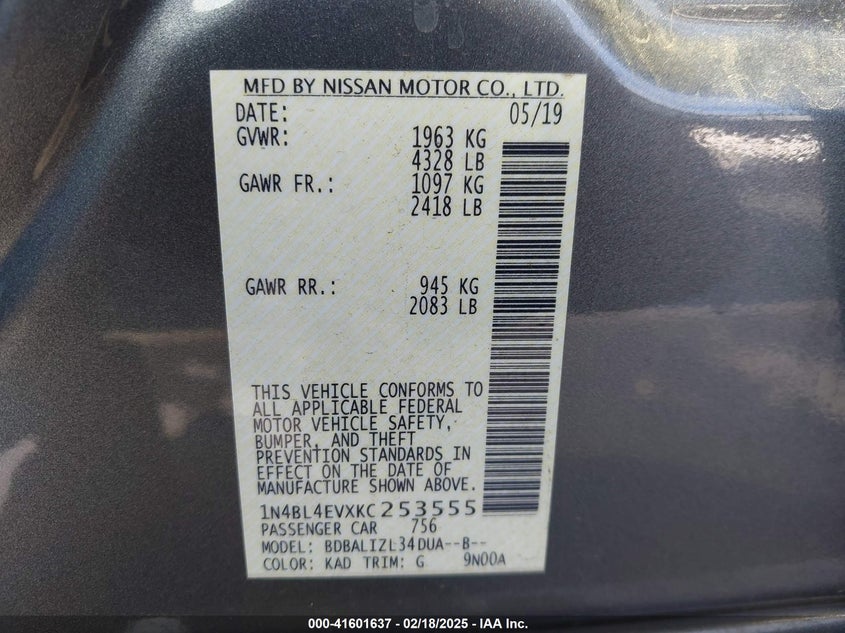 MFD BY NISSAN MOTOR CO., LTD.
DATE: 05/19
GVWR: 1963 KG
4328 LB
GAWR FR.: 1097 KG
2418 LB
GAWR RR.: 945 KG
2083 LB
THIS VEHICLE CONFORMS TO
ALL APPLICABLE FEDERAL
MOTOR VEHICLE SAFETY,
BUMPER, AND THEFT
PREVENTION STANDARDS IN
EFFECT ON THE DATE OF
MANUFACTURE SHOWN ABOVE.
1N4BL4EVXKC253555
PASSENGER CAR 756
MODEL: BDBALIZL34DUA--B--
COLOR: KAD TRIM: G 9N00A
000-41601637 - 02/18/2025 - IAA Inc.